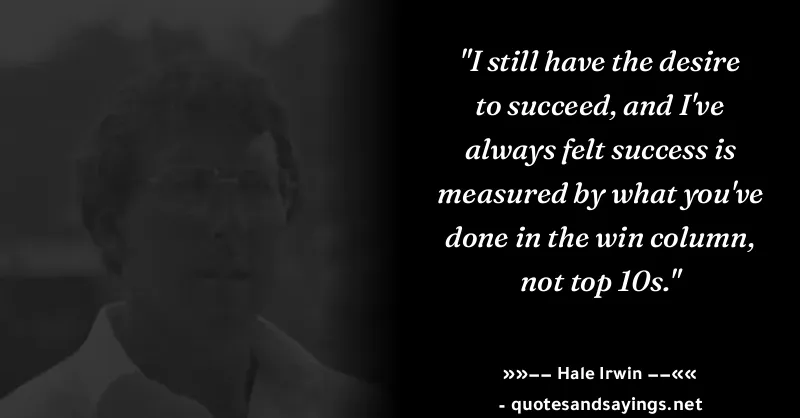 "I still have the desire
to succeed, and I've
always felt success is
measured by what you've
done in the win column,
not top 10s."
»»–– Hale Irwin ––««
- quotesandsayings.net